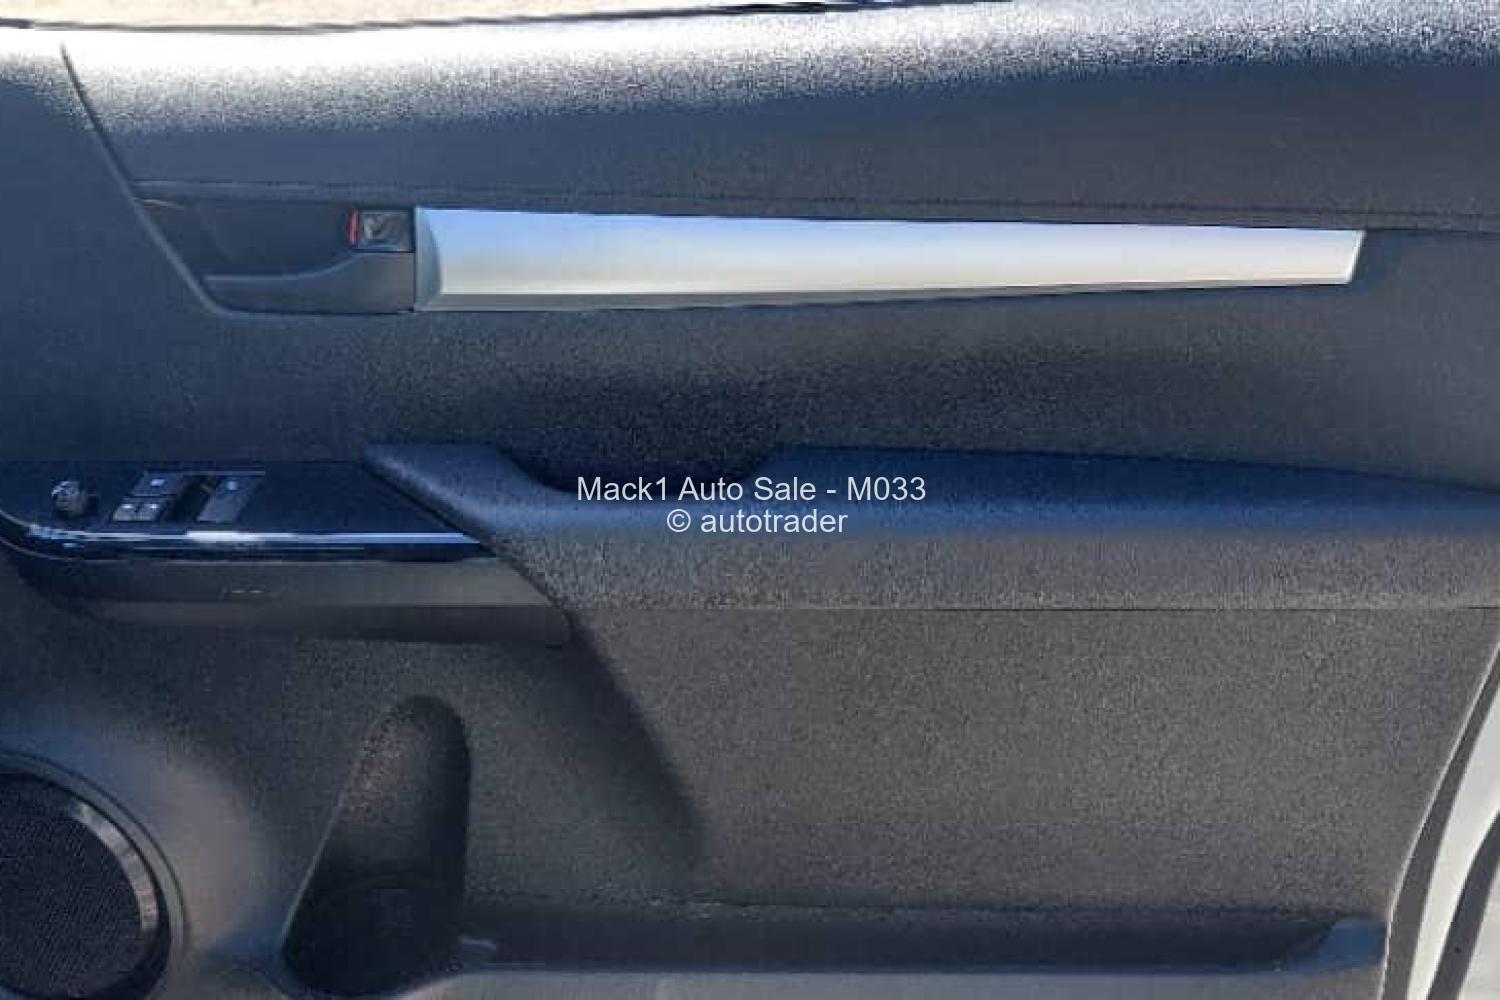 Mack1 Auto Sale - M033
© autotrader